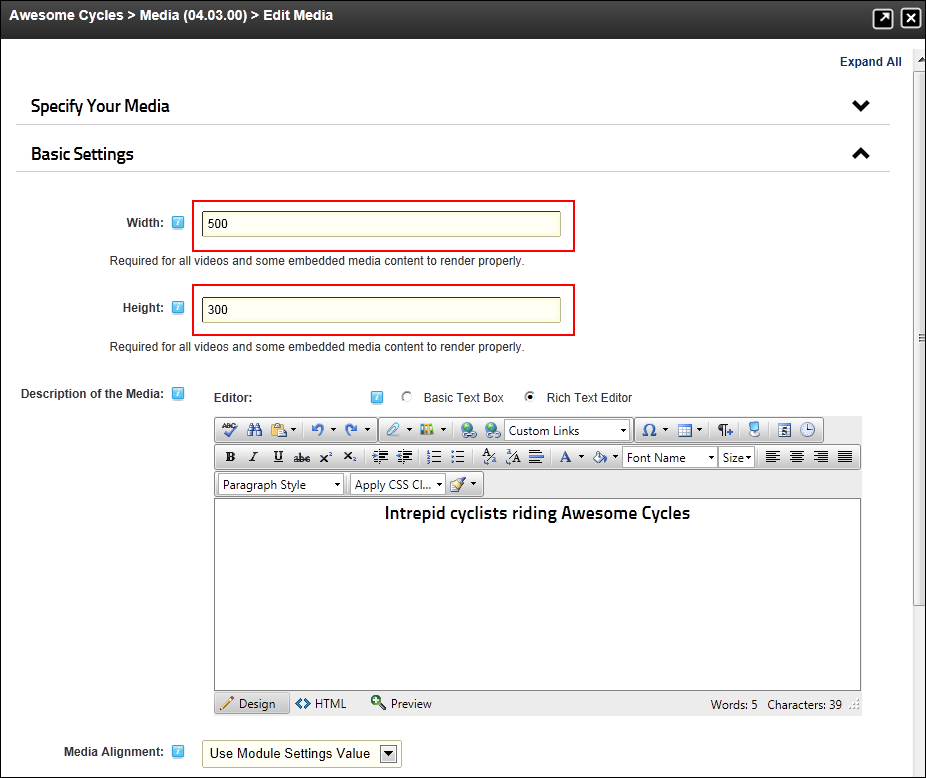 Awesome Cycles > Media (04.03.00) > Edit Media
Expand All
Specify Your Media
Basic Settings
Width:
500
Required for all videos and some embedded media content to render properly.
Height:
300
Required for all videos and some embedded media content to render properly.
Description of the Media:
Editor: Basic Text Box Rich Text Editor
Custom Links
Font Name Size
Paragraph Style Apply CSS Cl...
Intrepid cyclists riding Awesome Cycles
Design HTML Preview Words: 5 Characters: 39
Media Alignment: Use Module Settings Value